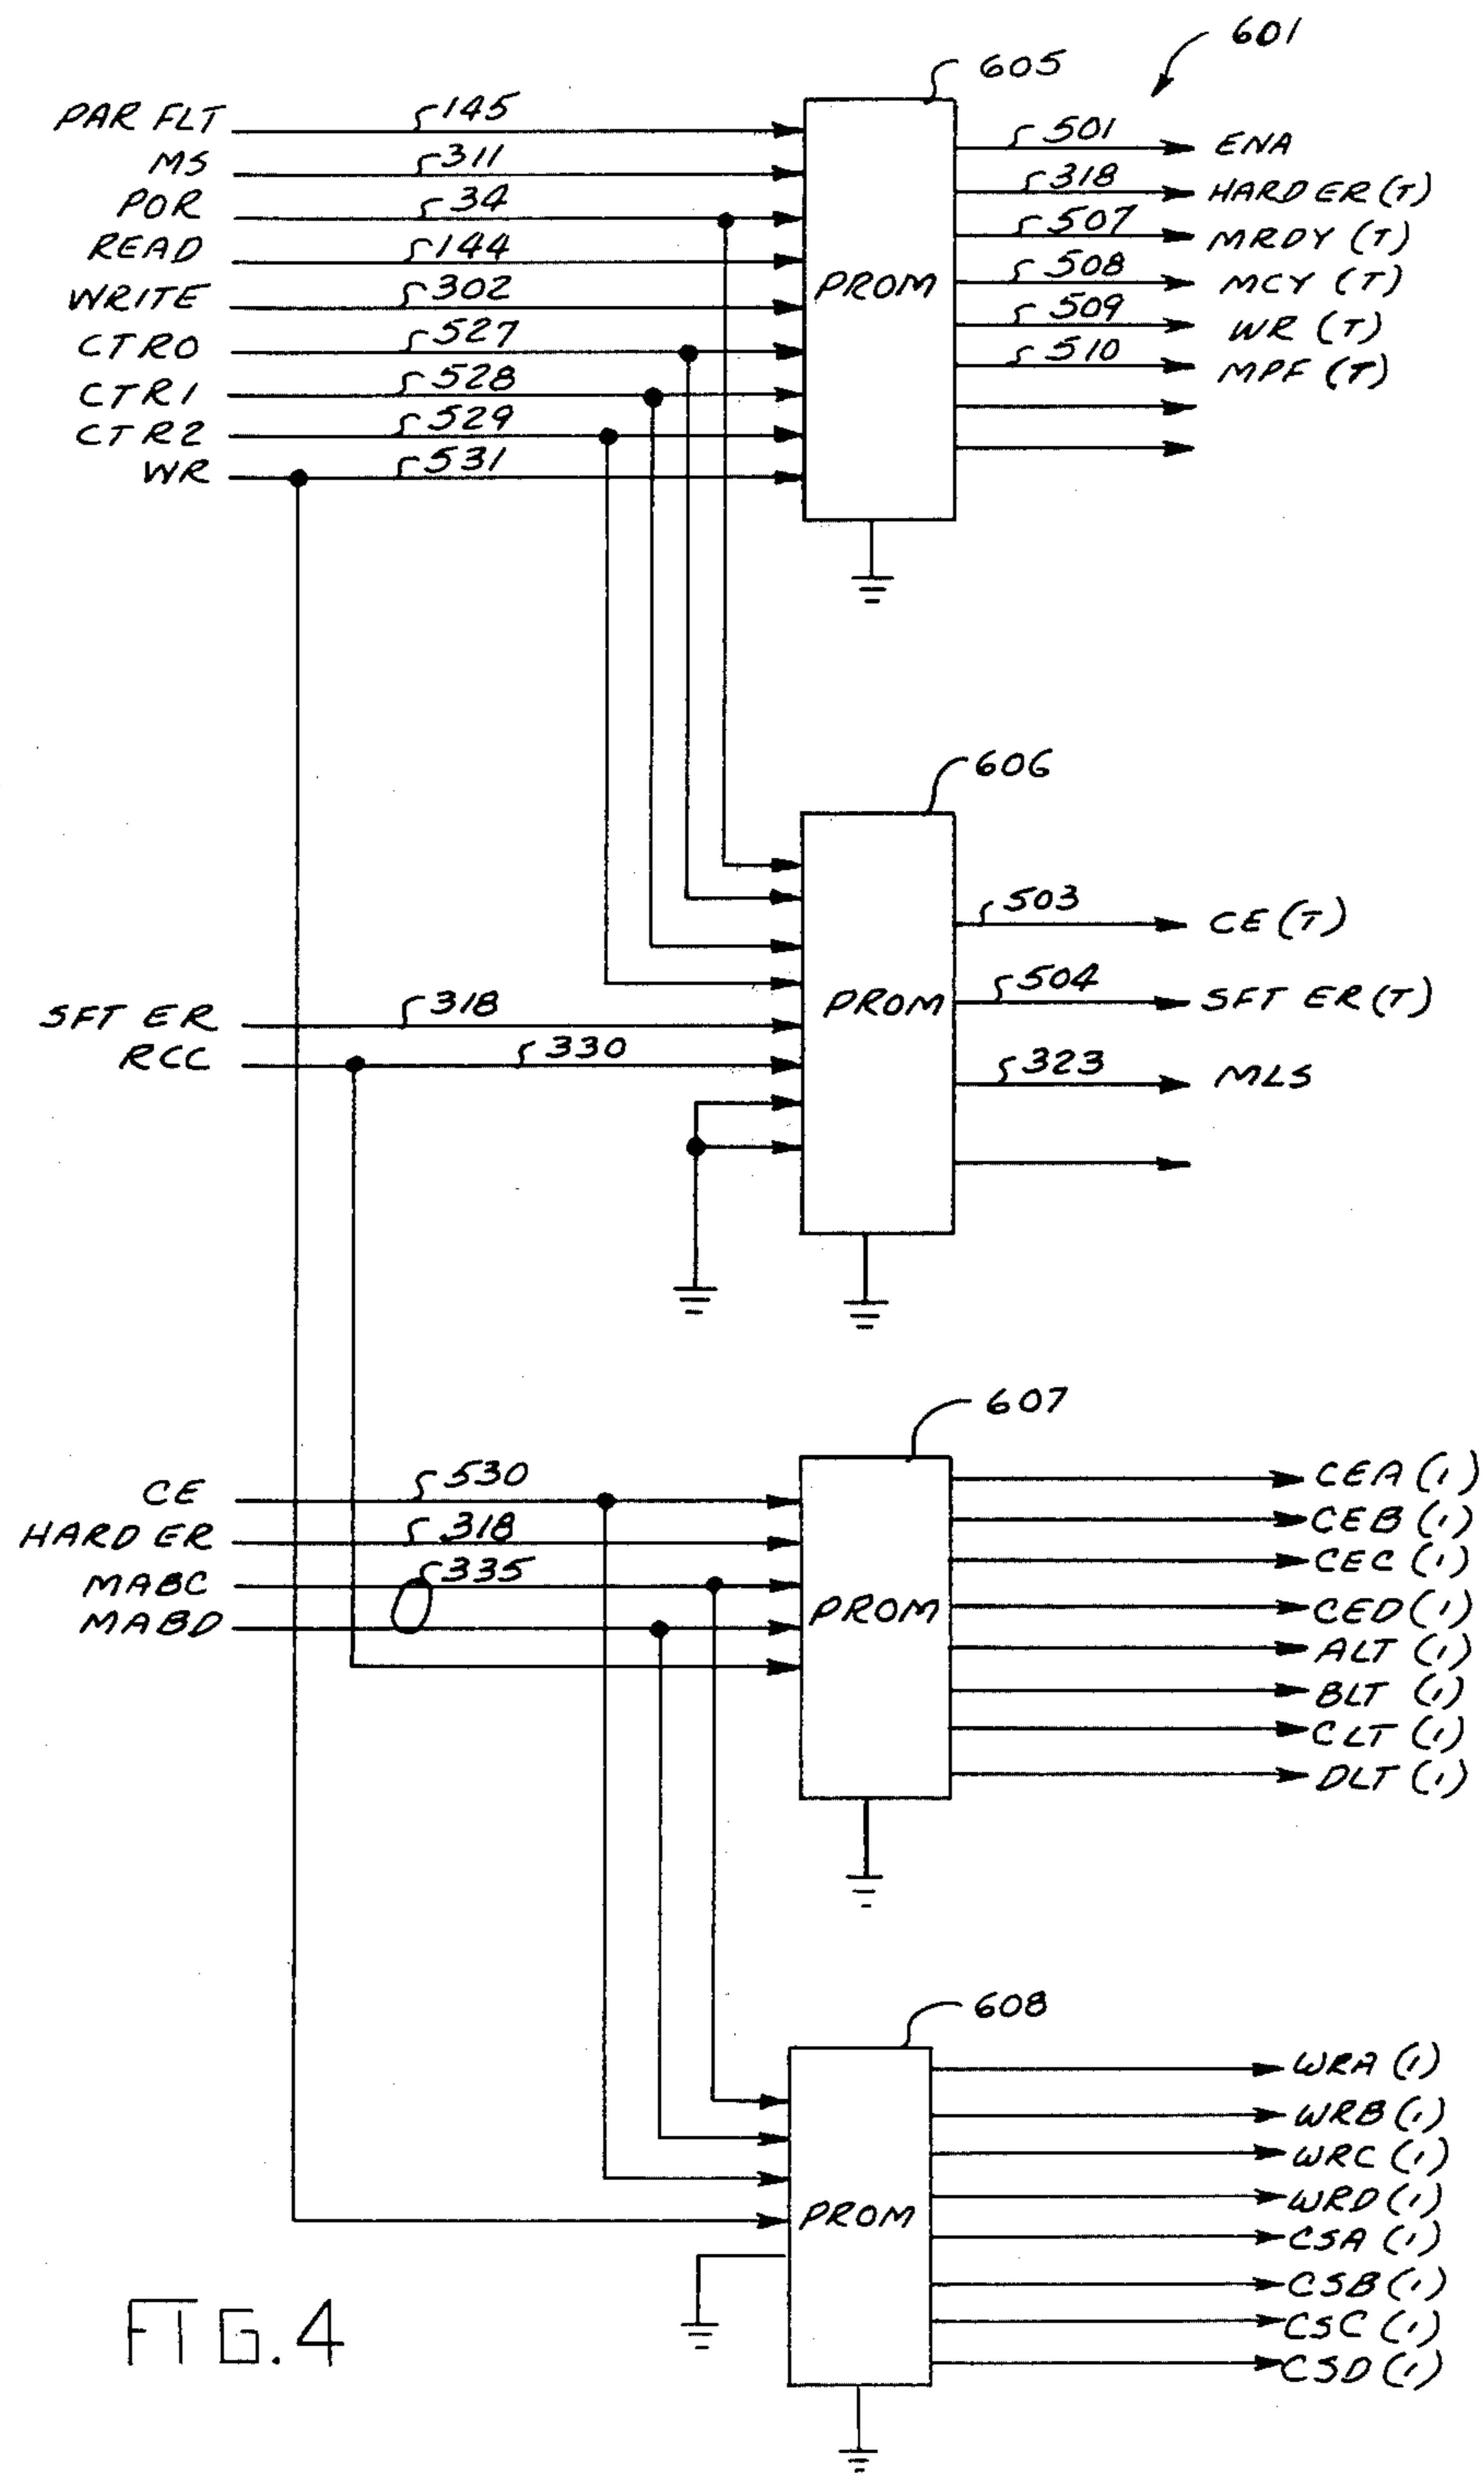 601
605
PAR FLT 145
MS 311
POR 34
READ 144
WRITE 302
CTR0 527
CTR1 528
CTR2 529
WR 531
PROM
501 ENA
318 HARD ER (T)
507 MRDY (T)
508 MCY (T)
509 WR (T)
510 MPF (T)
606
SFT ER 318
RCC 330
PROM
503 CE (T)
504 SFT ER (T)
323 MLS
607
CE 530
HARD ER 318
MABC 335
MABD
PROM
CEA (1)
CEB (1)
CEC (1)
CED (1)
ALT (1)
BLT (1)
CLT (1)
DLT (1)
608
PROM
WRA (1)
WRB (1)
WRC (1)
WRD (1)
CSA (1)
CSB (1)
CSC (1)
CSD (1)
FIG. 4